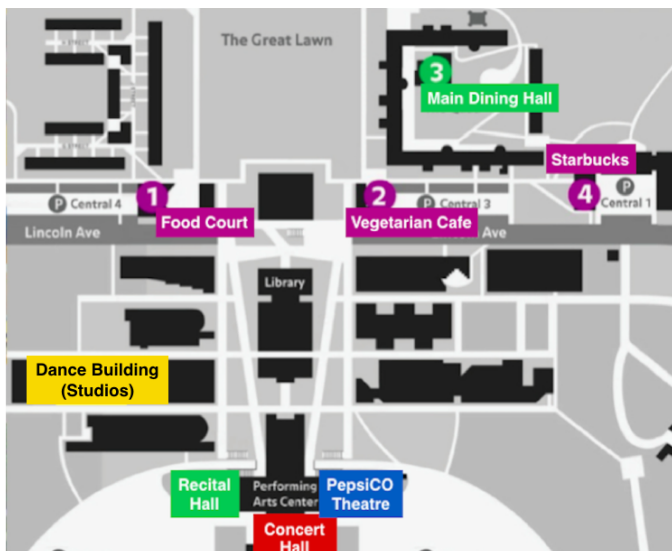 The Great Lawn
3
Main Dining Hall
Starbucks
1
2
4
P
P
P
Central 4
Central 3
Central 1
Food Court
Vegetarian Cafe
Lincoln Ave
Lincoln Ave
Library
Dance Building
(Studios)
Recital
Hall
Performing
Arts Center
PepsiCO
Theatre
Concert
Hall